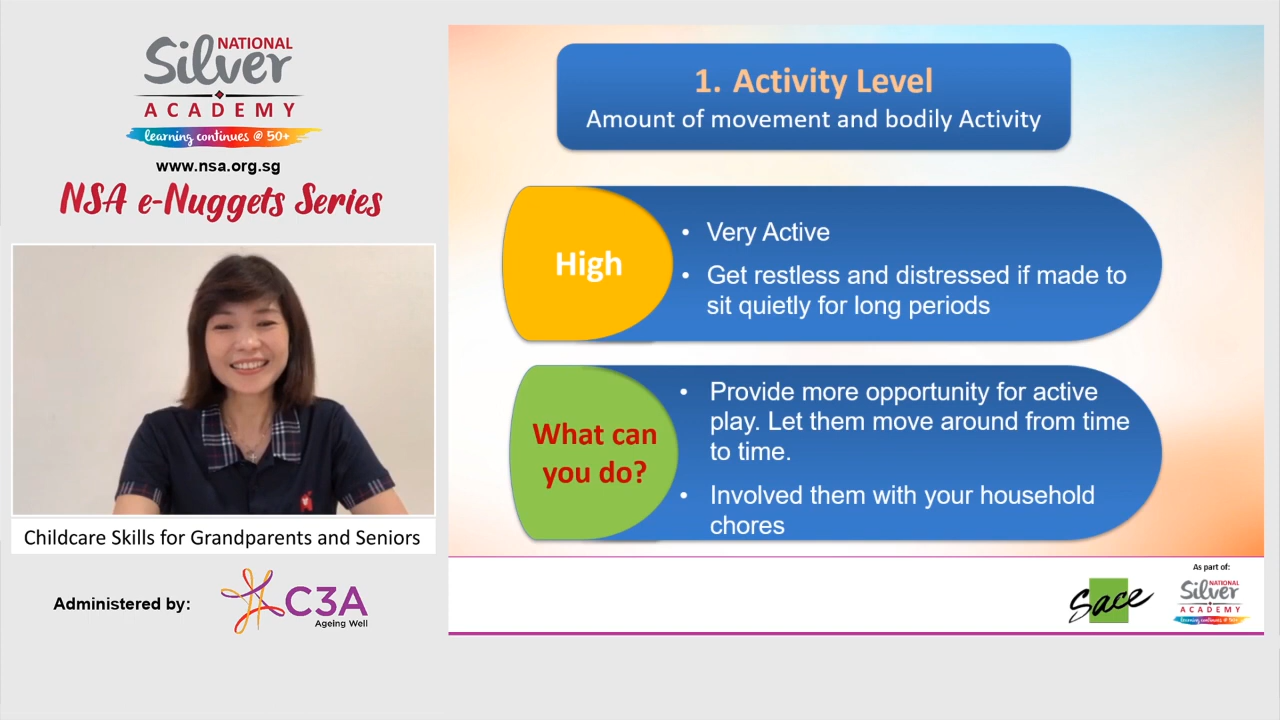 NATIONAL
Silver
ACADEMY
learning continues @ 50+
www.nsa.org.sg
NSA e-Nuggets Series
Childcare Skills for Grandparents and Seniors
Administered by:
C3A
Ageing Well
1. Activity Level
Amount of movement and bodily Activity
High
• Very Active
• Get restless and distressed if made to
sit quietly for long periods
What can
you do?
• Provide more opportunity for active
play. Let them move around from time
to time.
• Involved them with your household
chores
Sace
As part of:
NATIONAL
Silver
ACADEMY
learning continues @ 50+